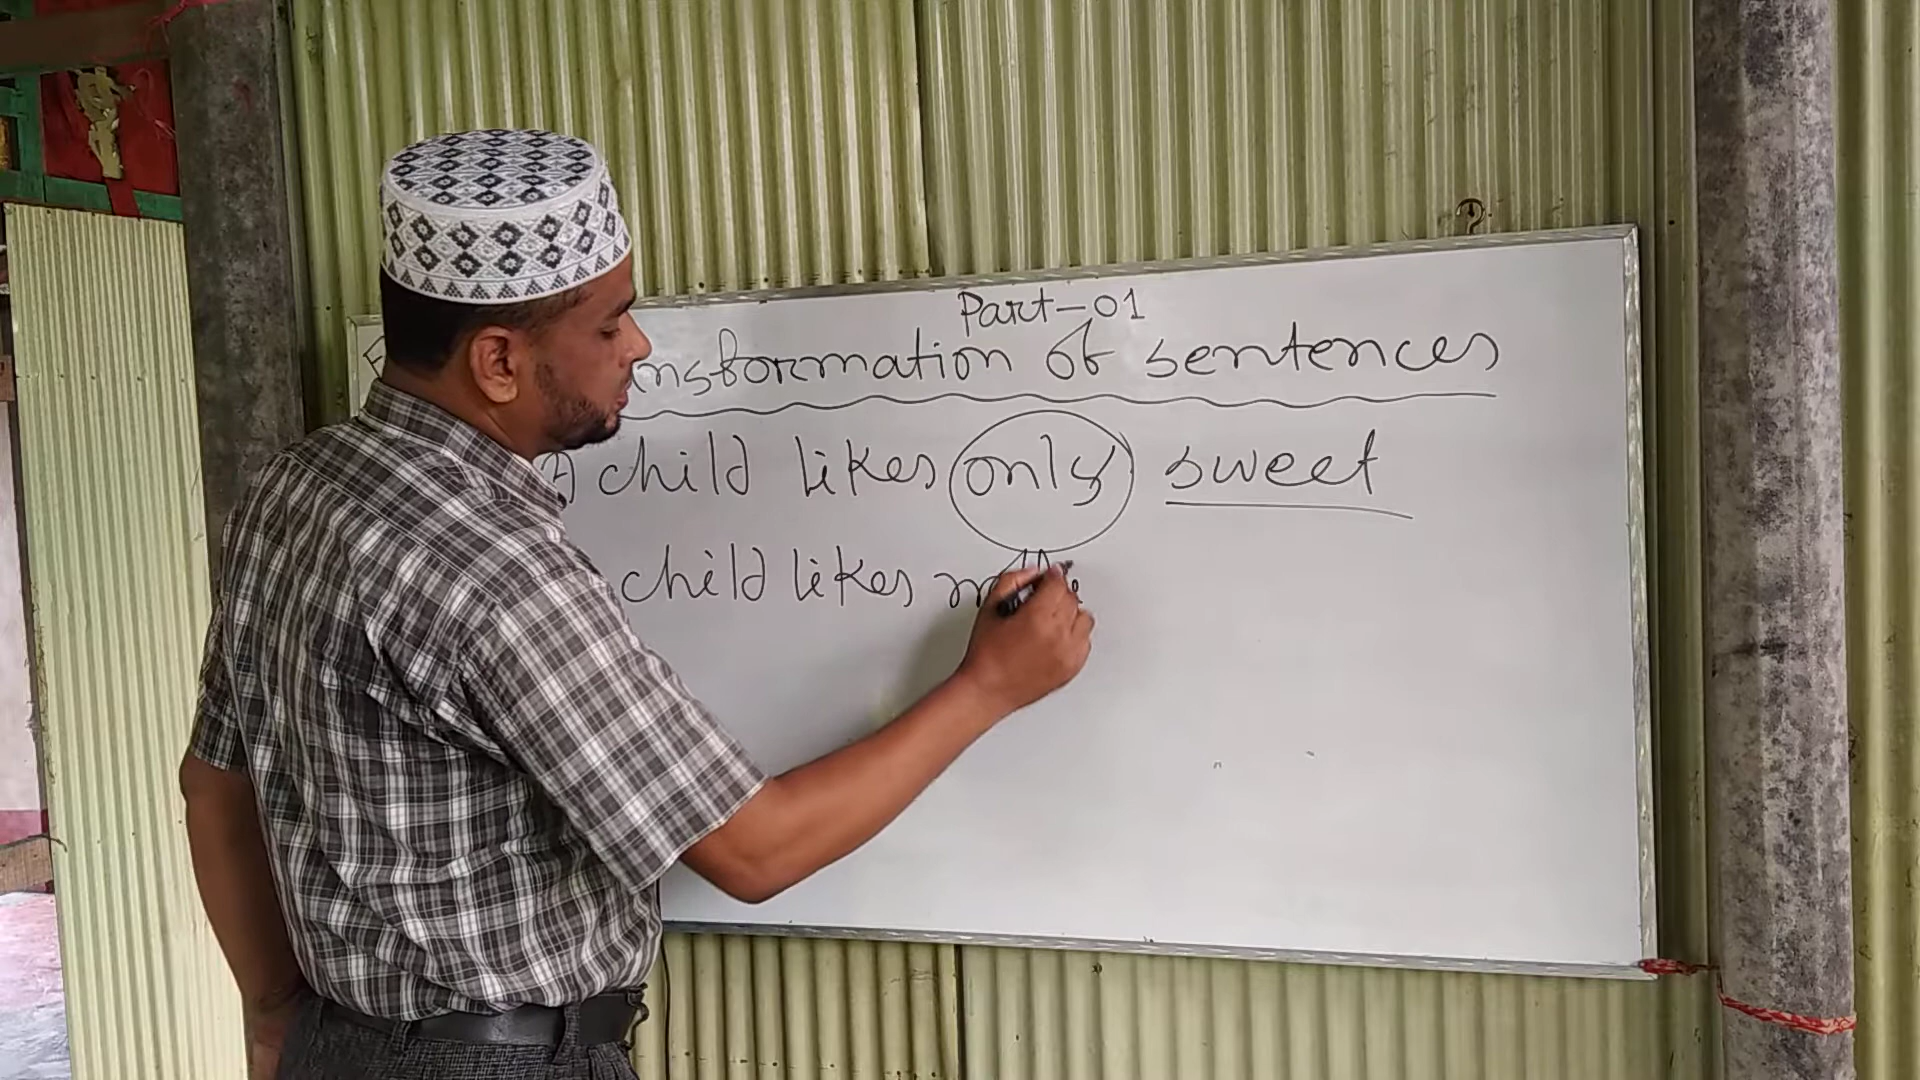 Part-01
ansformation of sentences
A child likes only sweet
child likes